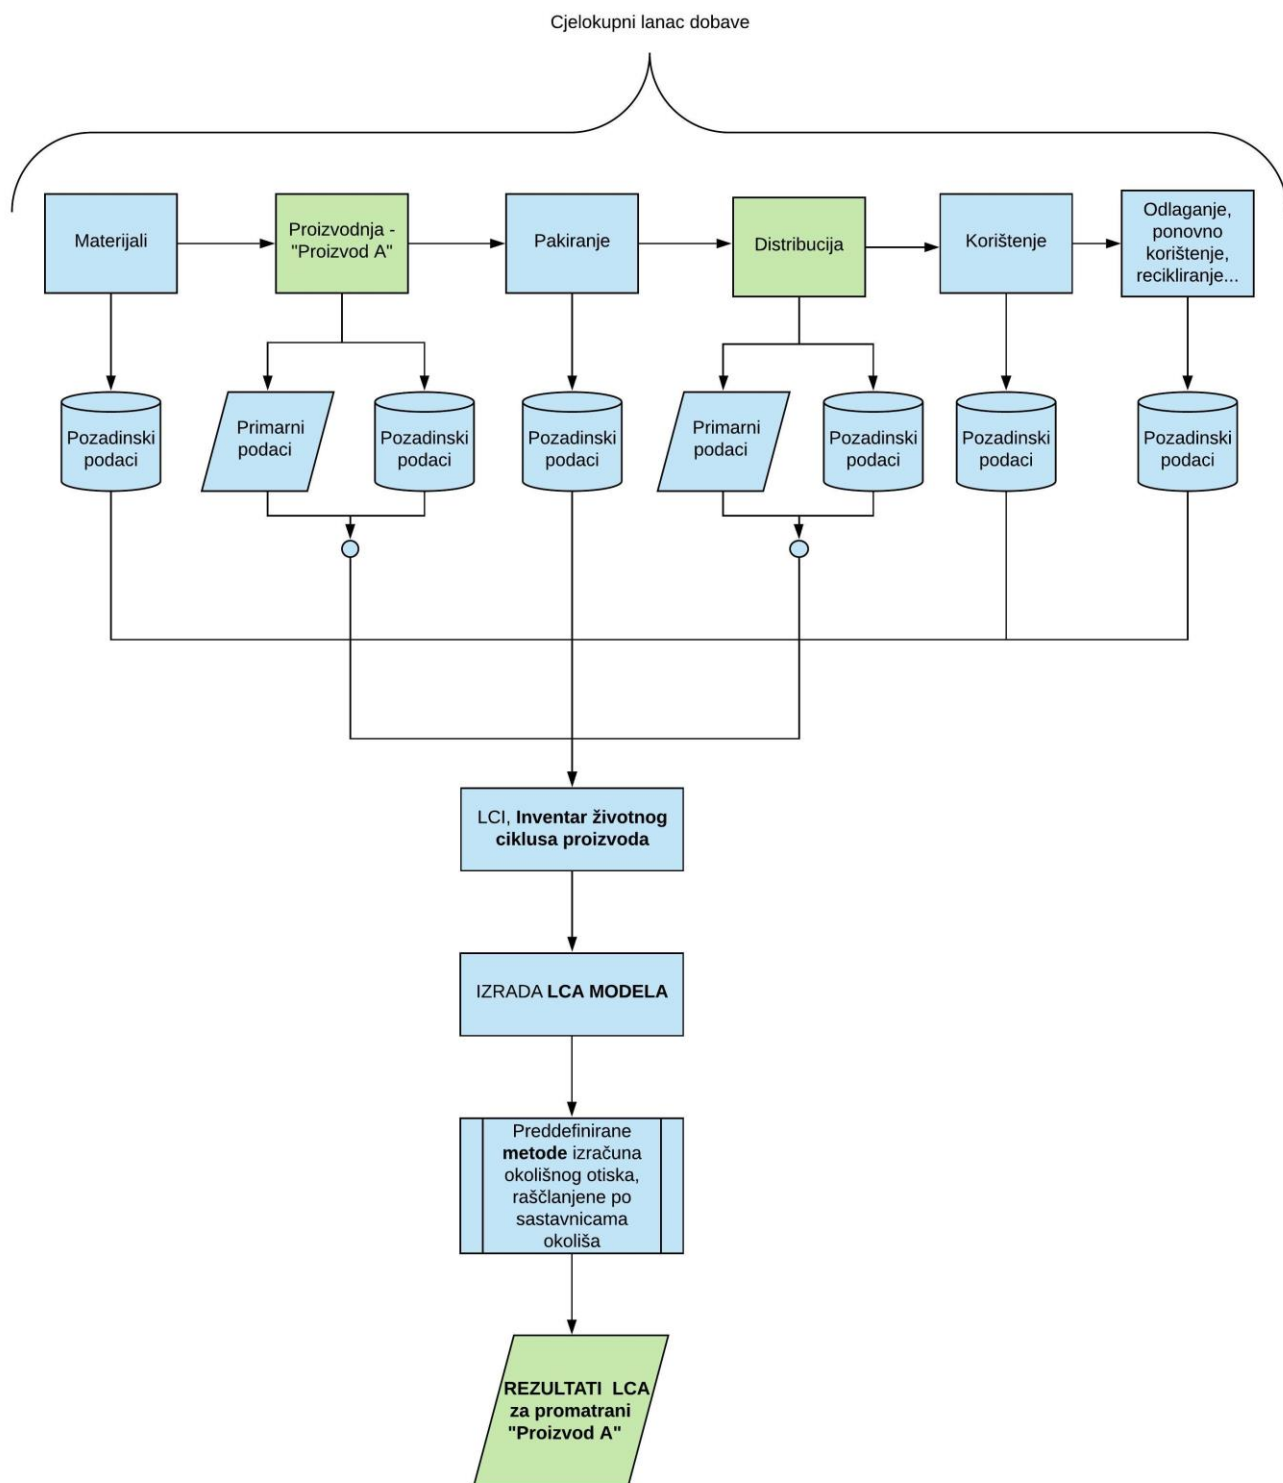 Cjelokupni lanac dobave
Materijali
Proizvodnja -
"Proizvod A"
Pakiranje
Distribucija
Korištenje
Odlaganje,
ponovno
korištenje,
recikliranje...
Pozadinski
podaci
Primarni
podaci
Pozadinski
podaci
Pozadinski
podaci
Primarni
podaci
Pozadinski
podaci
Pozadinski
podaci
Pozadinski
podaci
LCI, Inventar životnog
ciklusa proizvoda
IZRADA LCA MODELA
Preddefinirane
metode izračuna
okolišnog otiska,
raščlanjene po
sastavnicama
okoliša
REZULTATI LCA
za promatrani
"Proizvod A"